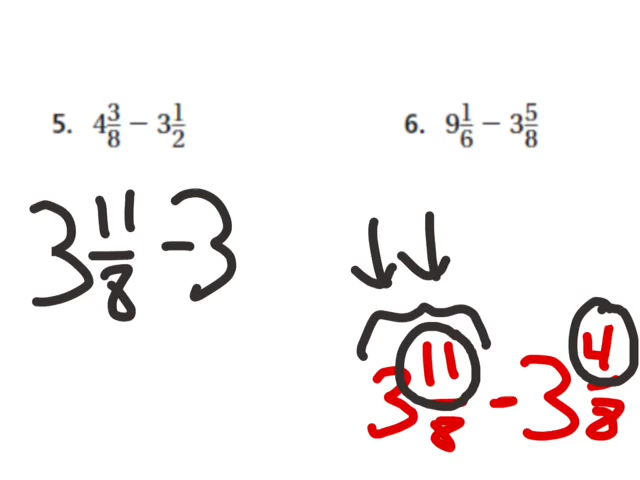 5. 4 3/8 − 3 1/2
6. 9 1/6 − 3 5/8
3 11/8 − 3
3 11/8 − 3 4/8